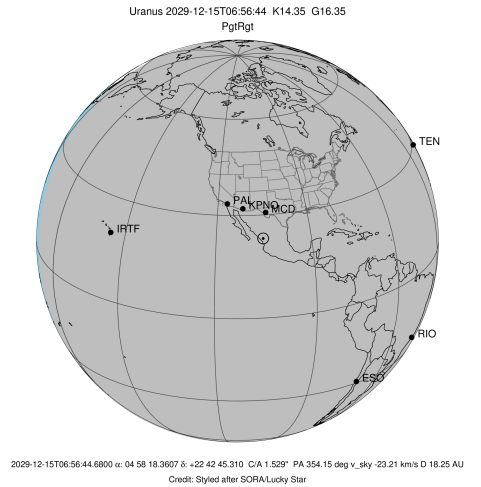 Uranus 2029-12-15T06:56:44 K14.35 G16.35
PgtRgt
TEN
PAL
KPNO
MCD
IRTF
RIO
ESO
2029-12-15T06:56:44.6800 α: 04 58 18.3607 δ: +22 42 45.310 C/A 1.529" PA 354.15 deg v_sky -23.21 km/s D 18.25 AU
Credit: Styled after SORA/Lucky Star